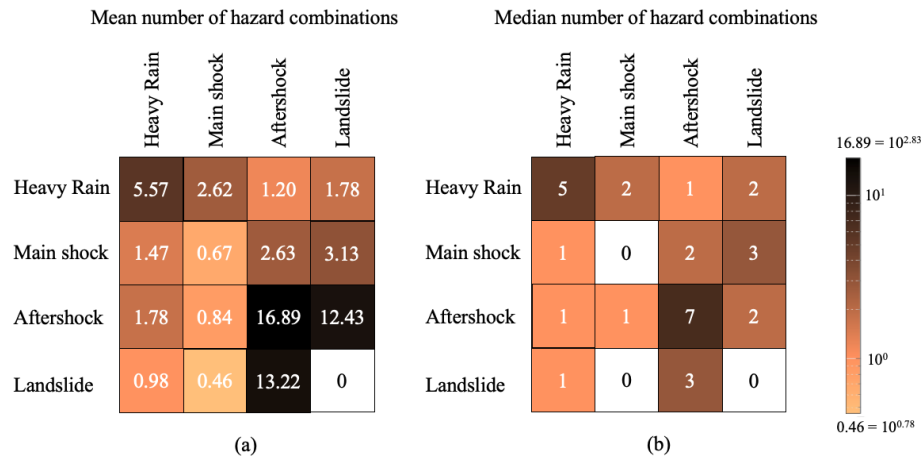 Mean number of hazard combinations
Heavy Rain
Main shock
Aftershock
Landslide
Heavy Rain 5.57 2.62 1.20 1.78
Main shock 1.47 0.67 2.63 3.13
Aftershock 1.78 0.84 16.89 12.43
Landslide 0.98 0.46 13.22 0
(a)
Median number of hazard combinations
Heavy Rain
Main shock
Aftershock
Landslide
Heavy Rain 5 2 1 2
Main shock 1 0 2 3
Aftershock 1 1 7 2
Landslide 1 0 3 0
(b)
16.89 = 10^2.83
10^1
10^0
0.46 = 10^0.78